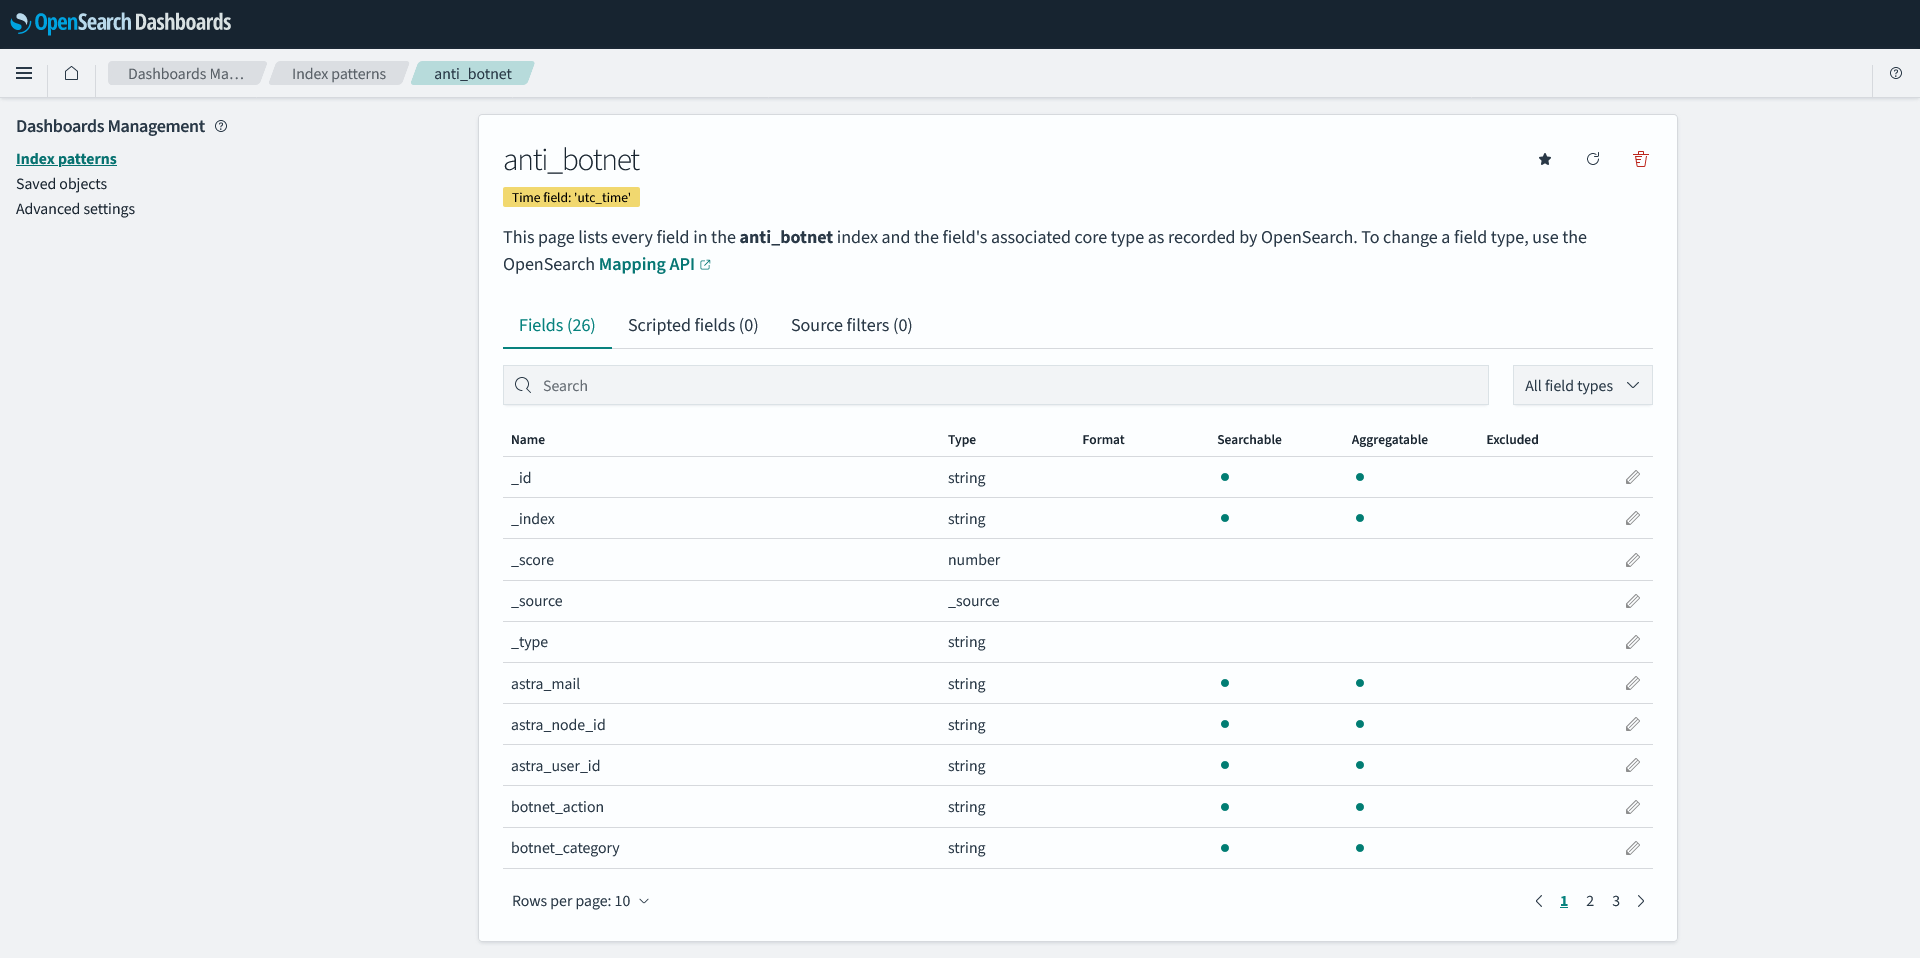 OpenSearch Dashboards
Dashboards Ma…
Index patterns
anti_botnet
Dashboards Management
Index patterns
Saved objects
Advanced settings
anti_botnet
Time field: 'utc_time'
This page lists every field in the anti_botnet index and the field's associated core type as recorded by OpenSearch. To change a field type, use the
OpenSearch Mapping API
Fields (26) Scripted fields (0) Source filters (0)
Search
All field types
Name Type Format Searchable Aggregatable Excluded
_id string
_index string
_score number
_source _source
_type string
astra_mail string
astra_node_id string
astra_user_id string
botnet_action string
botnet_category string
Rows per page: 10
1 2 3